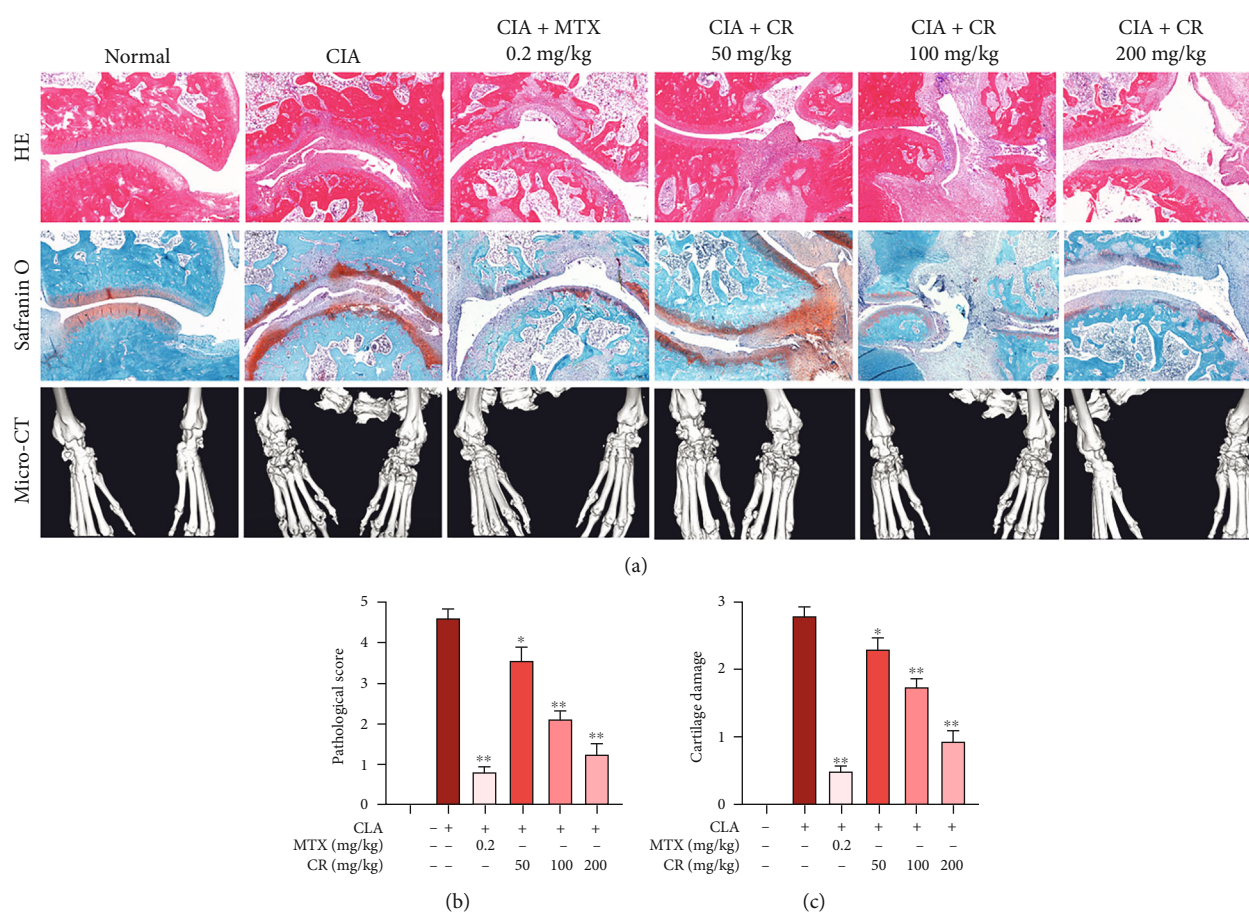 CIA + MTX CIA + CR CIA + CR CIA + CR
Normal CIA 0.2 mg/kg 50 mg/kg 100 mg/kg 200 mg/kg
HE
Safranin O
Micro-CT
(a)
5
4
3
2
1
0
Pathological score
**
*
**
**
– + + + + +
CLA
MTX (mg/kg) – – 0.2 – – –
CR (mg/kg) – – – 50 100 200
(b)
3
2
1
0
Cartilage damage
**
*
**
**
CLA – + + + + +
MTX (mg/kg) – – 0.2 – – –
CR (mg/kg) – – – 50 100 200
(c)